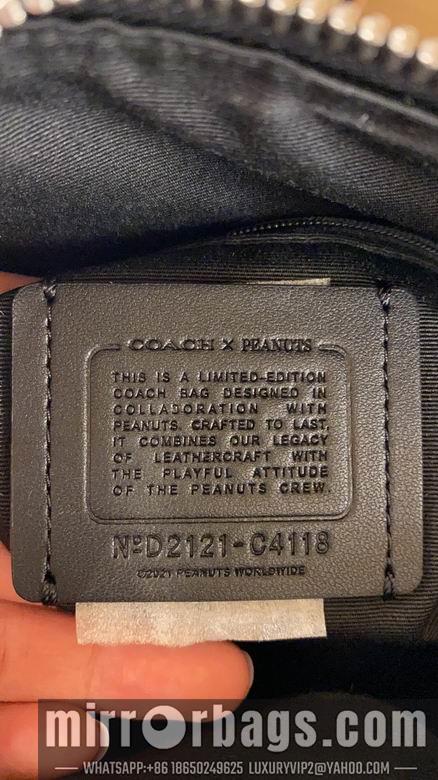 COACH X PEANUTS
THIS IS A LIMITED-EDITION
COACH BAG DESIGNED IN
COLLABORATION WITH
PEANUTS. CRAFTED TO LAST,
IT COMBINES OUR LEGACY
OF LEATHERCRAFT WITH
THE PLAYFUL ATTITUDE
OF THE PEANUTS CREW.
NºD2121-C4118
©2021 PEANUTS WORLDWIDE
mirrorbags.com
WHATSAPP:+86 18650249625 LUXURYVIP2@YAHOO.COM